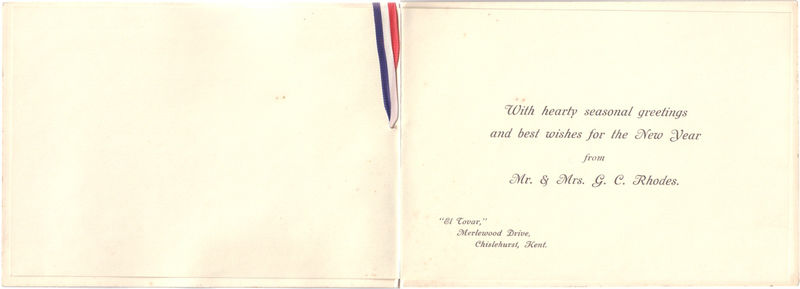 With hearty seasonal greetings
and best wishes for the New Year
from
Mr. & Mrs. G. C. Rhodes.
"El Tovar,"
Merlewood Drive,
Chislehurst, Kent.